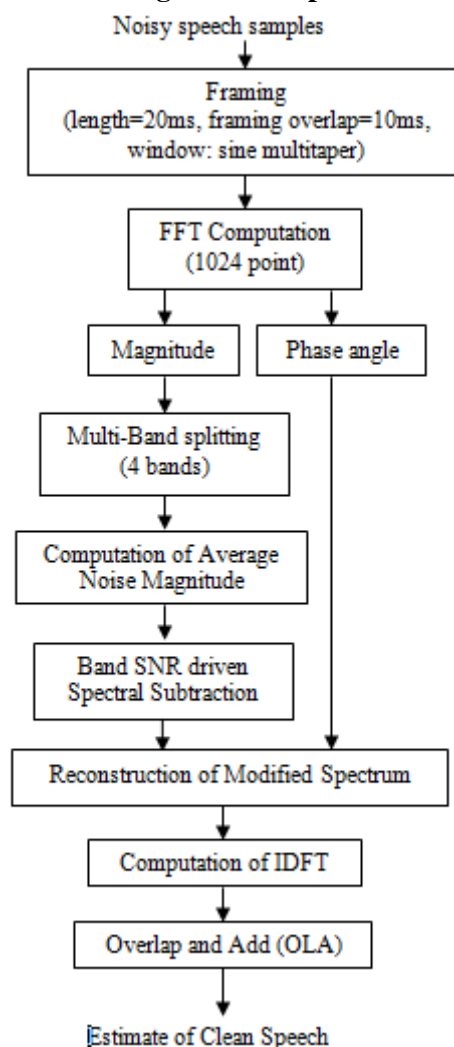 Noisy speech samples
Framing
(length=20ms, framing overlap=10ms,
window: sine multitaper)
FFT Computation
(1024 point)
Magnitude
Phase angle
Multi-Band splitting
(4 bands)
Computation of Average
Noise Magnitude
Band SNR driven
Spectral Subtraction
Reconstruction of Modified Spectrum
Computation of IDFT
Overlap and Add (OLA)
Estimate of Clean Speech